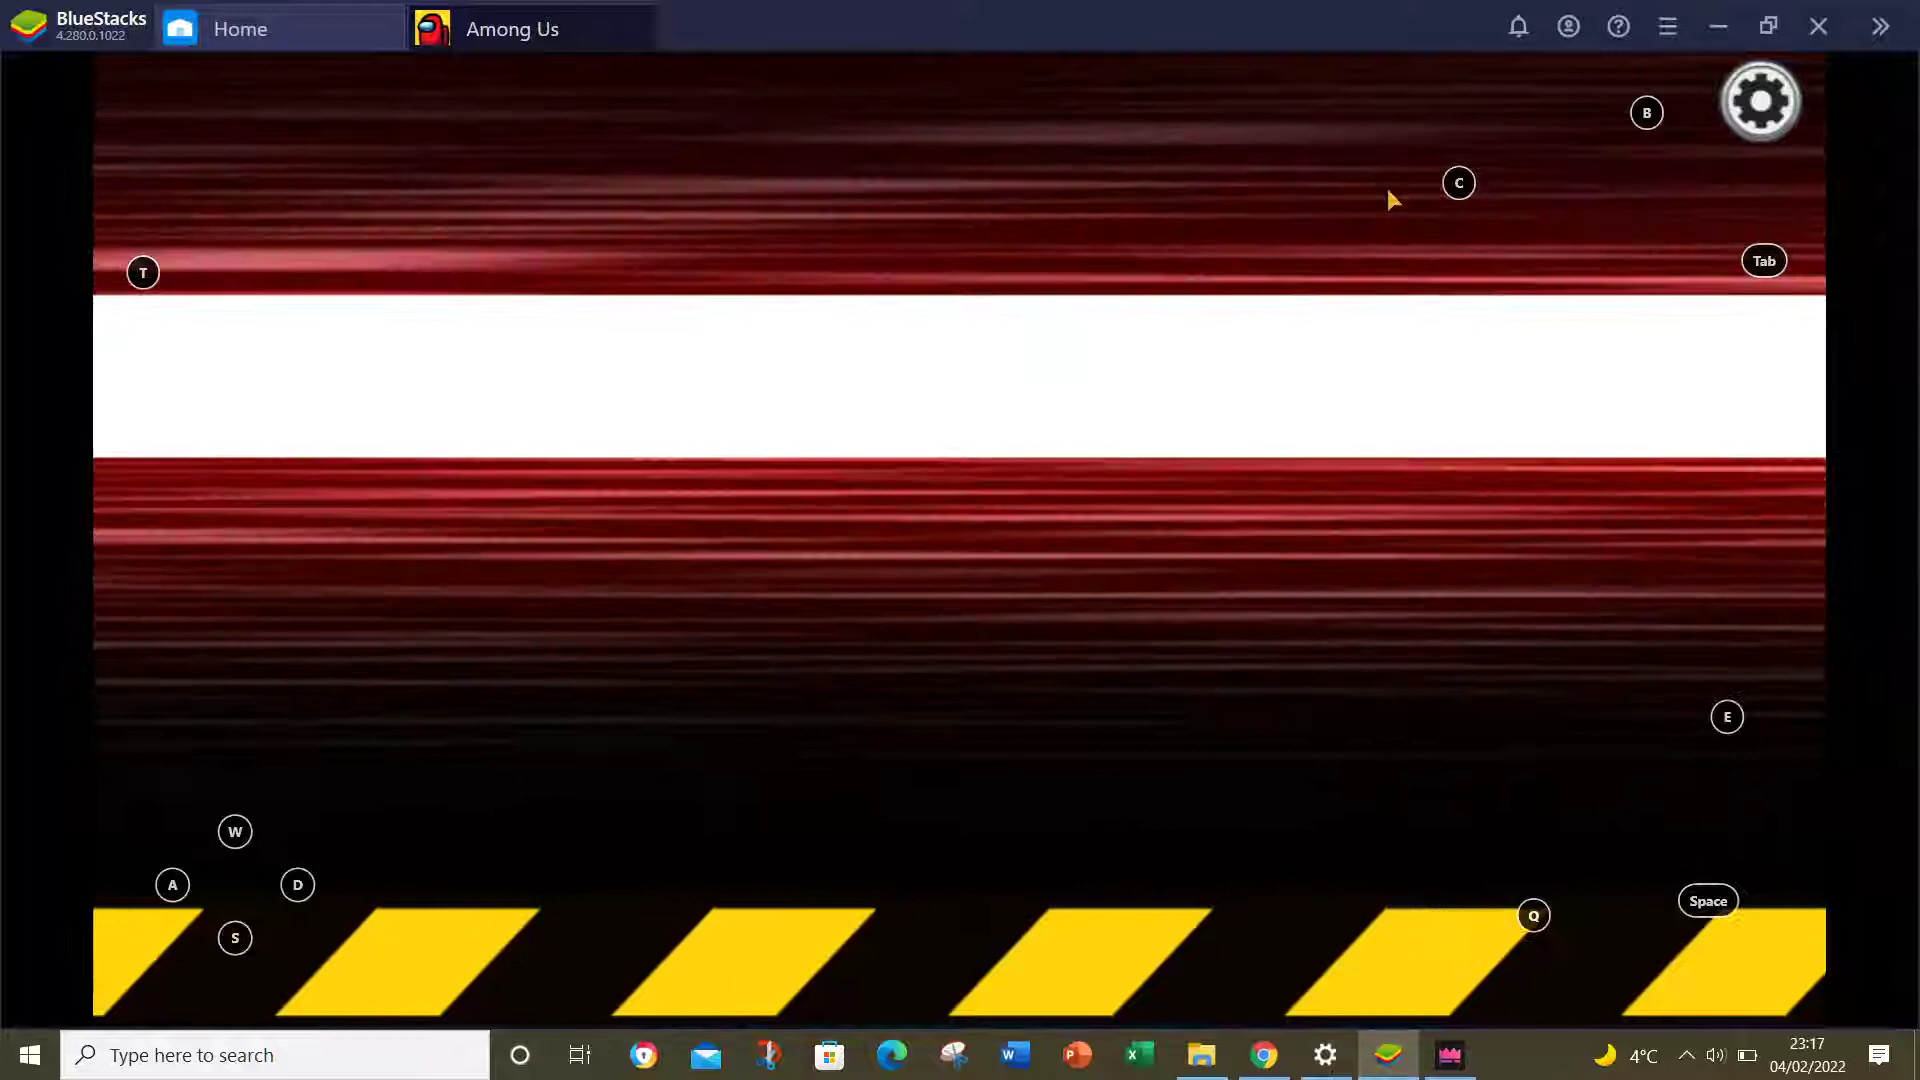 BlueStacks
4.280.0.1022
Home
Among Us
B
C
T
Tab
E
W
A
D
S
Q
Space
Type here to search
4°C
23:17
04/02/2022